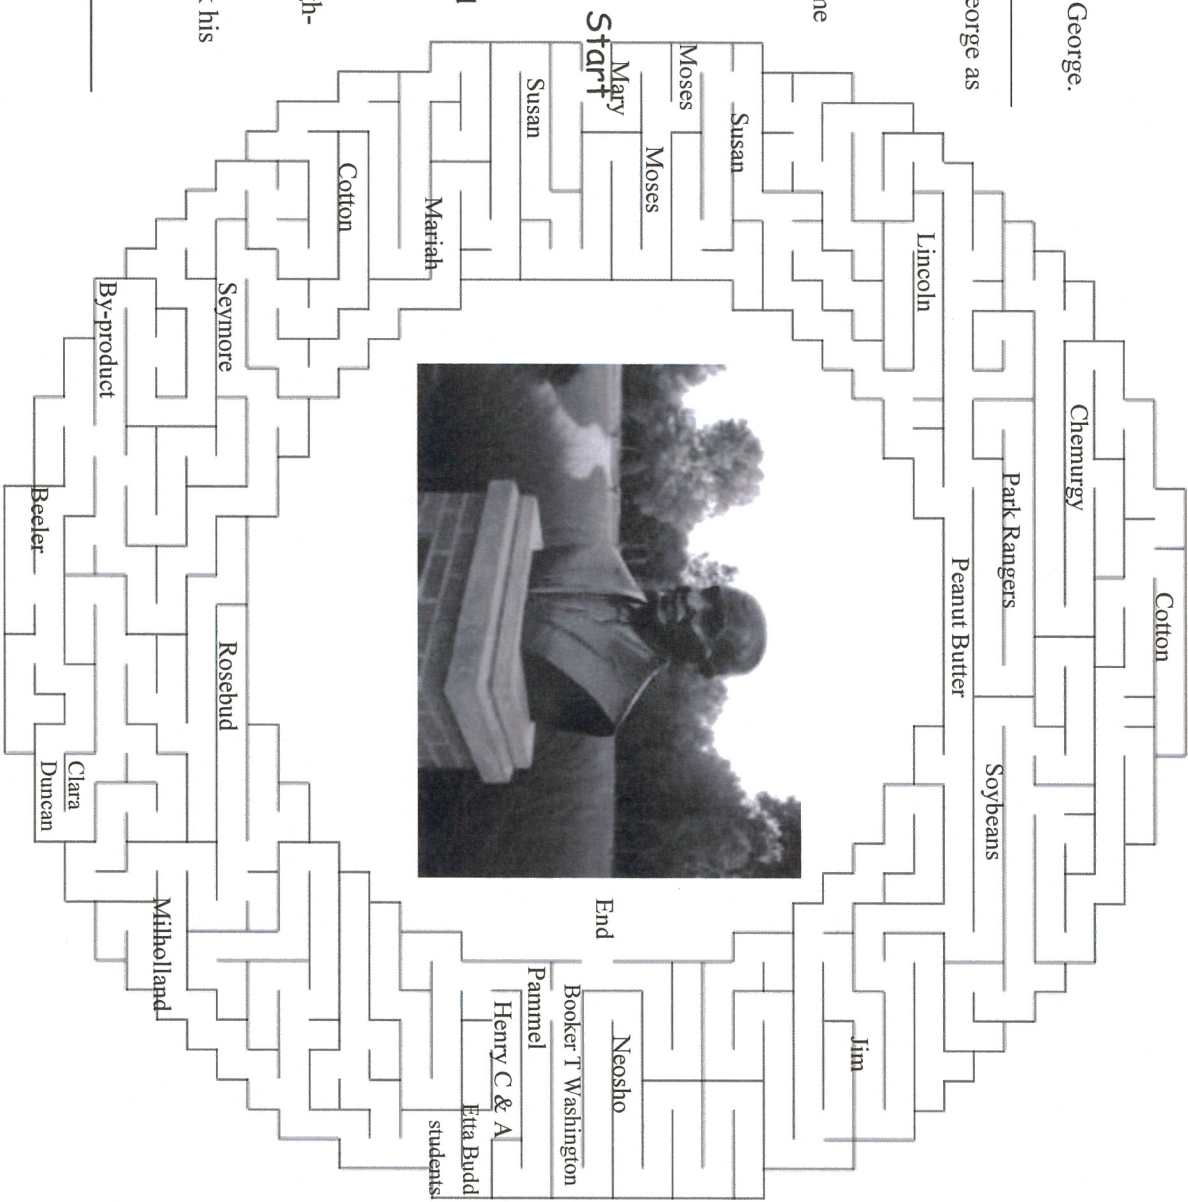 George.
eorge as
ne
Start
h-
his
Mary
Moses
Moses
Susan
Susan
Mariah
Cotton
Lincoln
Seymore
By-product
Beeler
Rosebud
Clara
Duncan
Milholland
Chemurgy
Park Rangers
Peanut Butter
Cotton
Soybeans
Jim
End
Neosho
Booker T Washington
Pammel
Henry C & A
Etta Budd
students